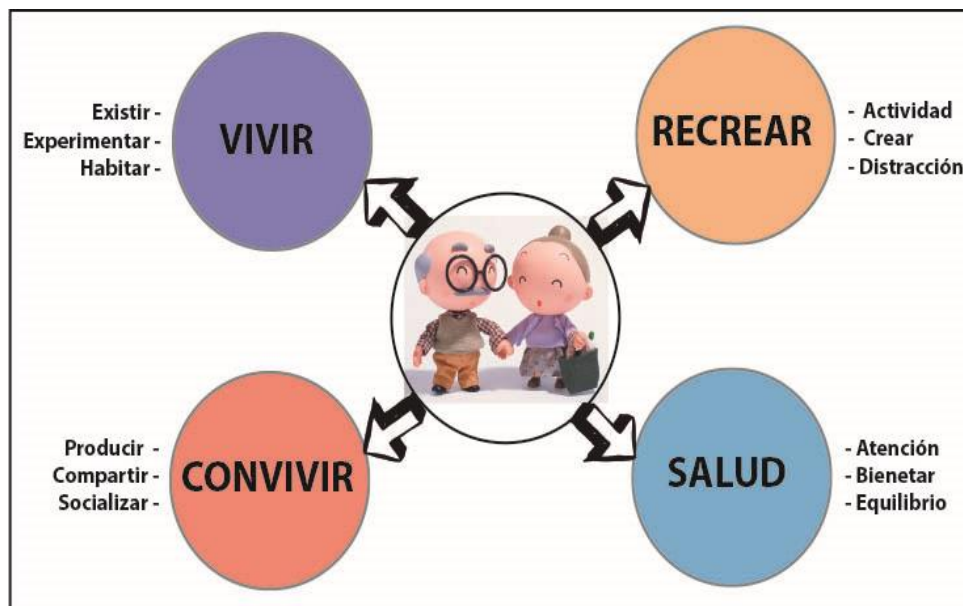 Existir -
Experimentar -
Habitar -
VIVIR
RECREAR
- Actividad
- Crear
- Distracción
Producir -
Compartir -
Socializar -
CONVIVIR
SALUD
- Atención
- Bienetar
- Equilibrio